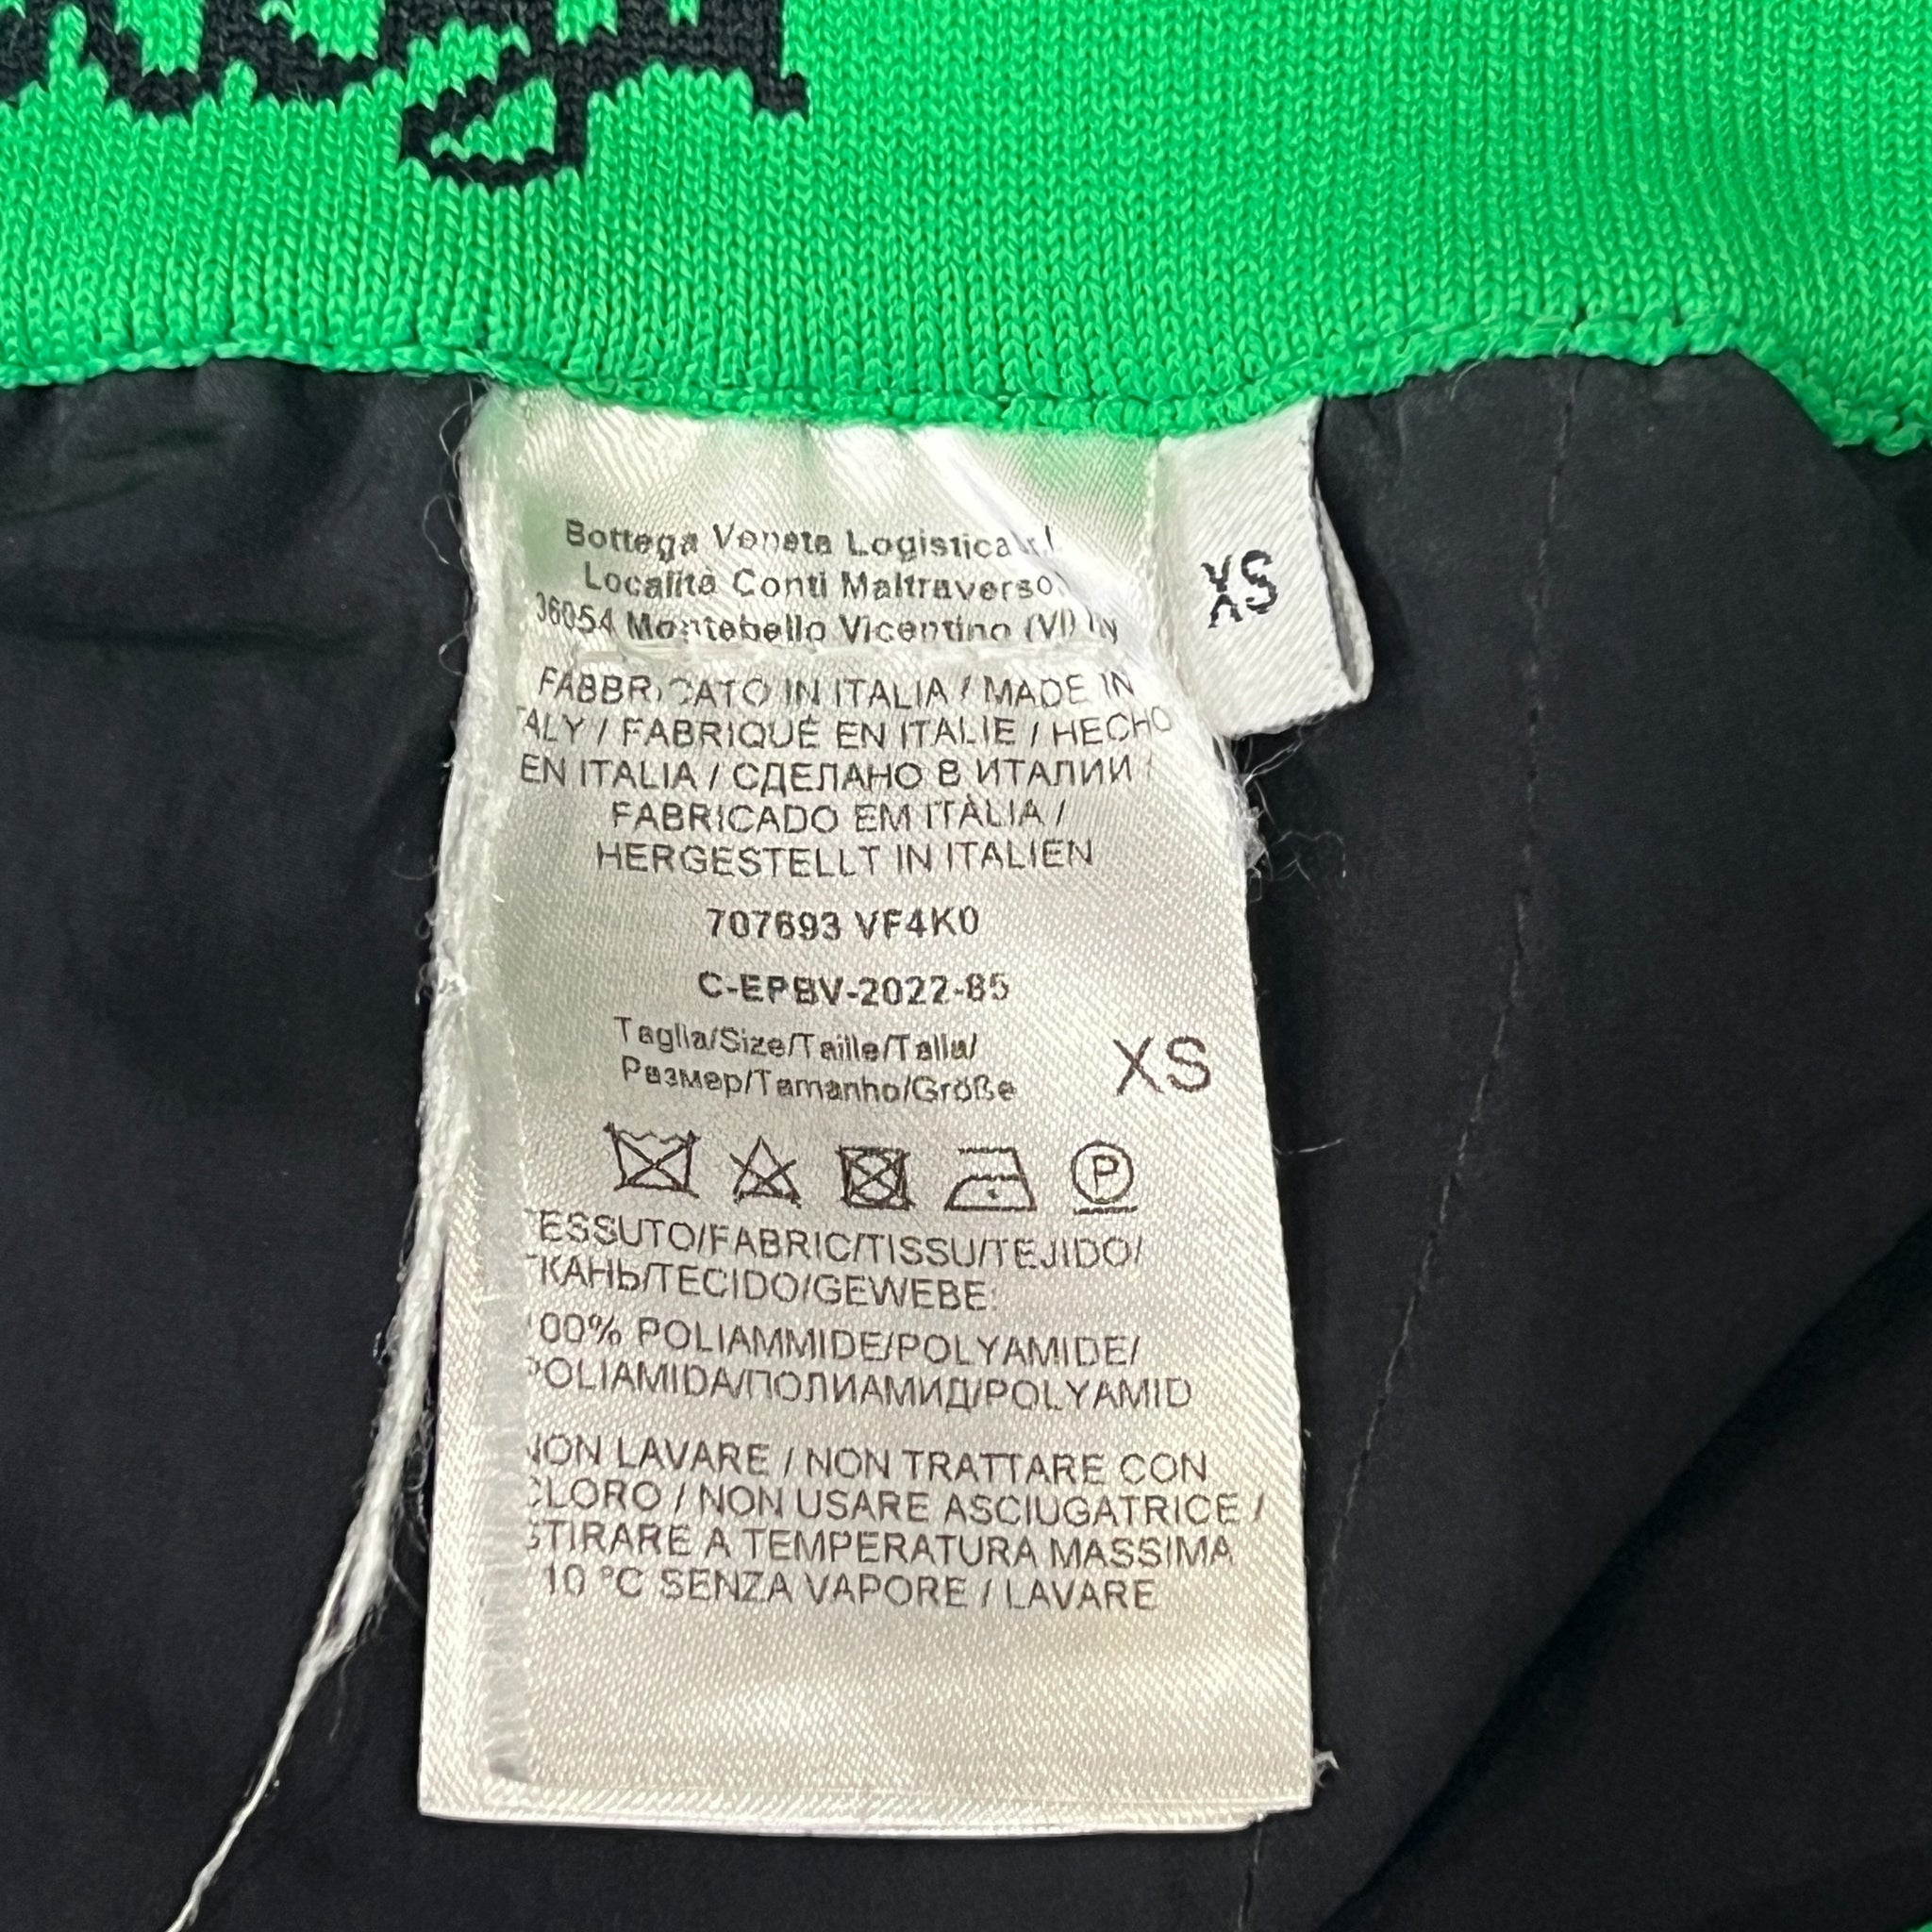 Bottega Veneta Logistica
Località Conti Maltraverso,
36054 Montebello Vicentino (VI)
XS
FABBRICATO IN ITALIA / MADE IN
TALY / FABRIQUÉ EN ITALIE / HECHO
EN ITALIA / СДЕЛАНО В ИТАЛИИ /
FABRICADO EM ITÀLIA /
HERGESTELLT IN ITALIEN
707693 VF4K0
C-EPBV-2022-85
Taglia/Size/Taille/Talla/
Размер/Tamanho/Größe
XS
P
TESSUTO/FABRIC/TISSU/TEJIDO/
ТКАНЬ/TECIDO/GEWEBE:
100% POLIAMMIDE/POLYAMIDE/
POLIAMIDA/ПОЛИАМИД/POLYAMID
NON LAVARE / NON TRATTARE CON
CLORO / NON USARE ASCIUGATRICE /
STIRARE A TEMPERATURA MASSIMA
10 °C SENZA VAPORE / LAVARE